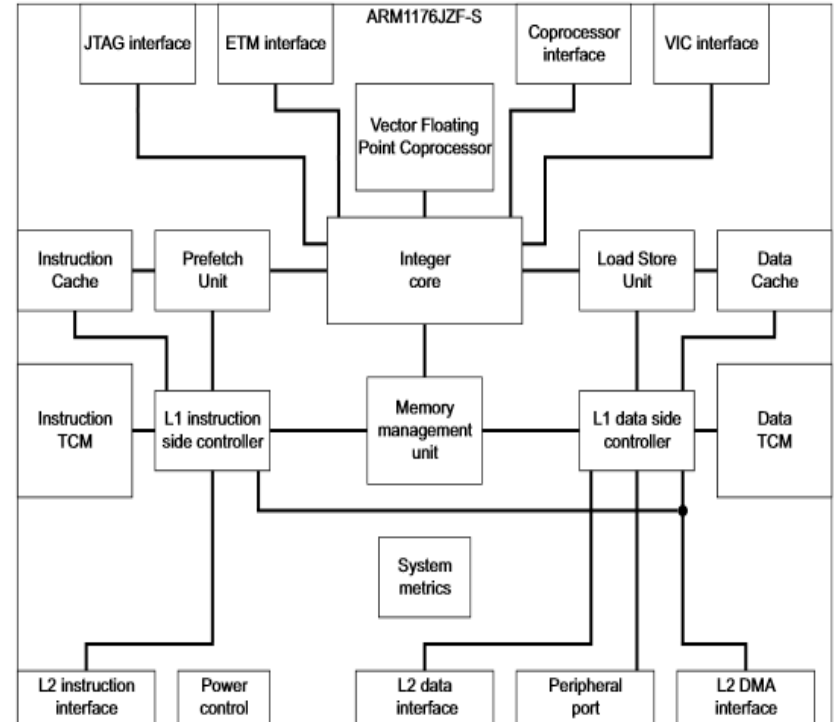 ARM1176JZF-S
JTAG interface
ETM interface
Coprocessor
interface
VIC interface
Vector Floating
Point Coprocessor
Instruction
Cache
Prefetch
Unit
Integer
core
Load Store
Unit
Data
Cache
Instruction
TCM
L1 instruction
side controller
Memory
management
unit
L1 data side
controller
Data
TCM
System
metrics
L2 instruction
interface
Power
control
L2 data
interface
Peripheral
port
L2 DMA
interface